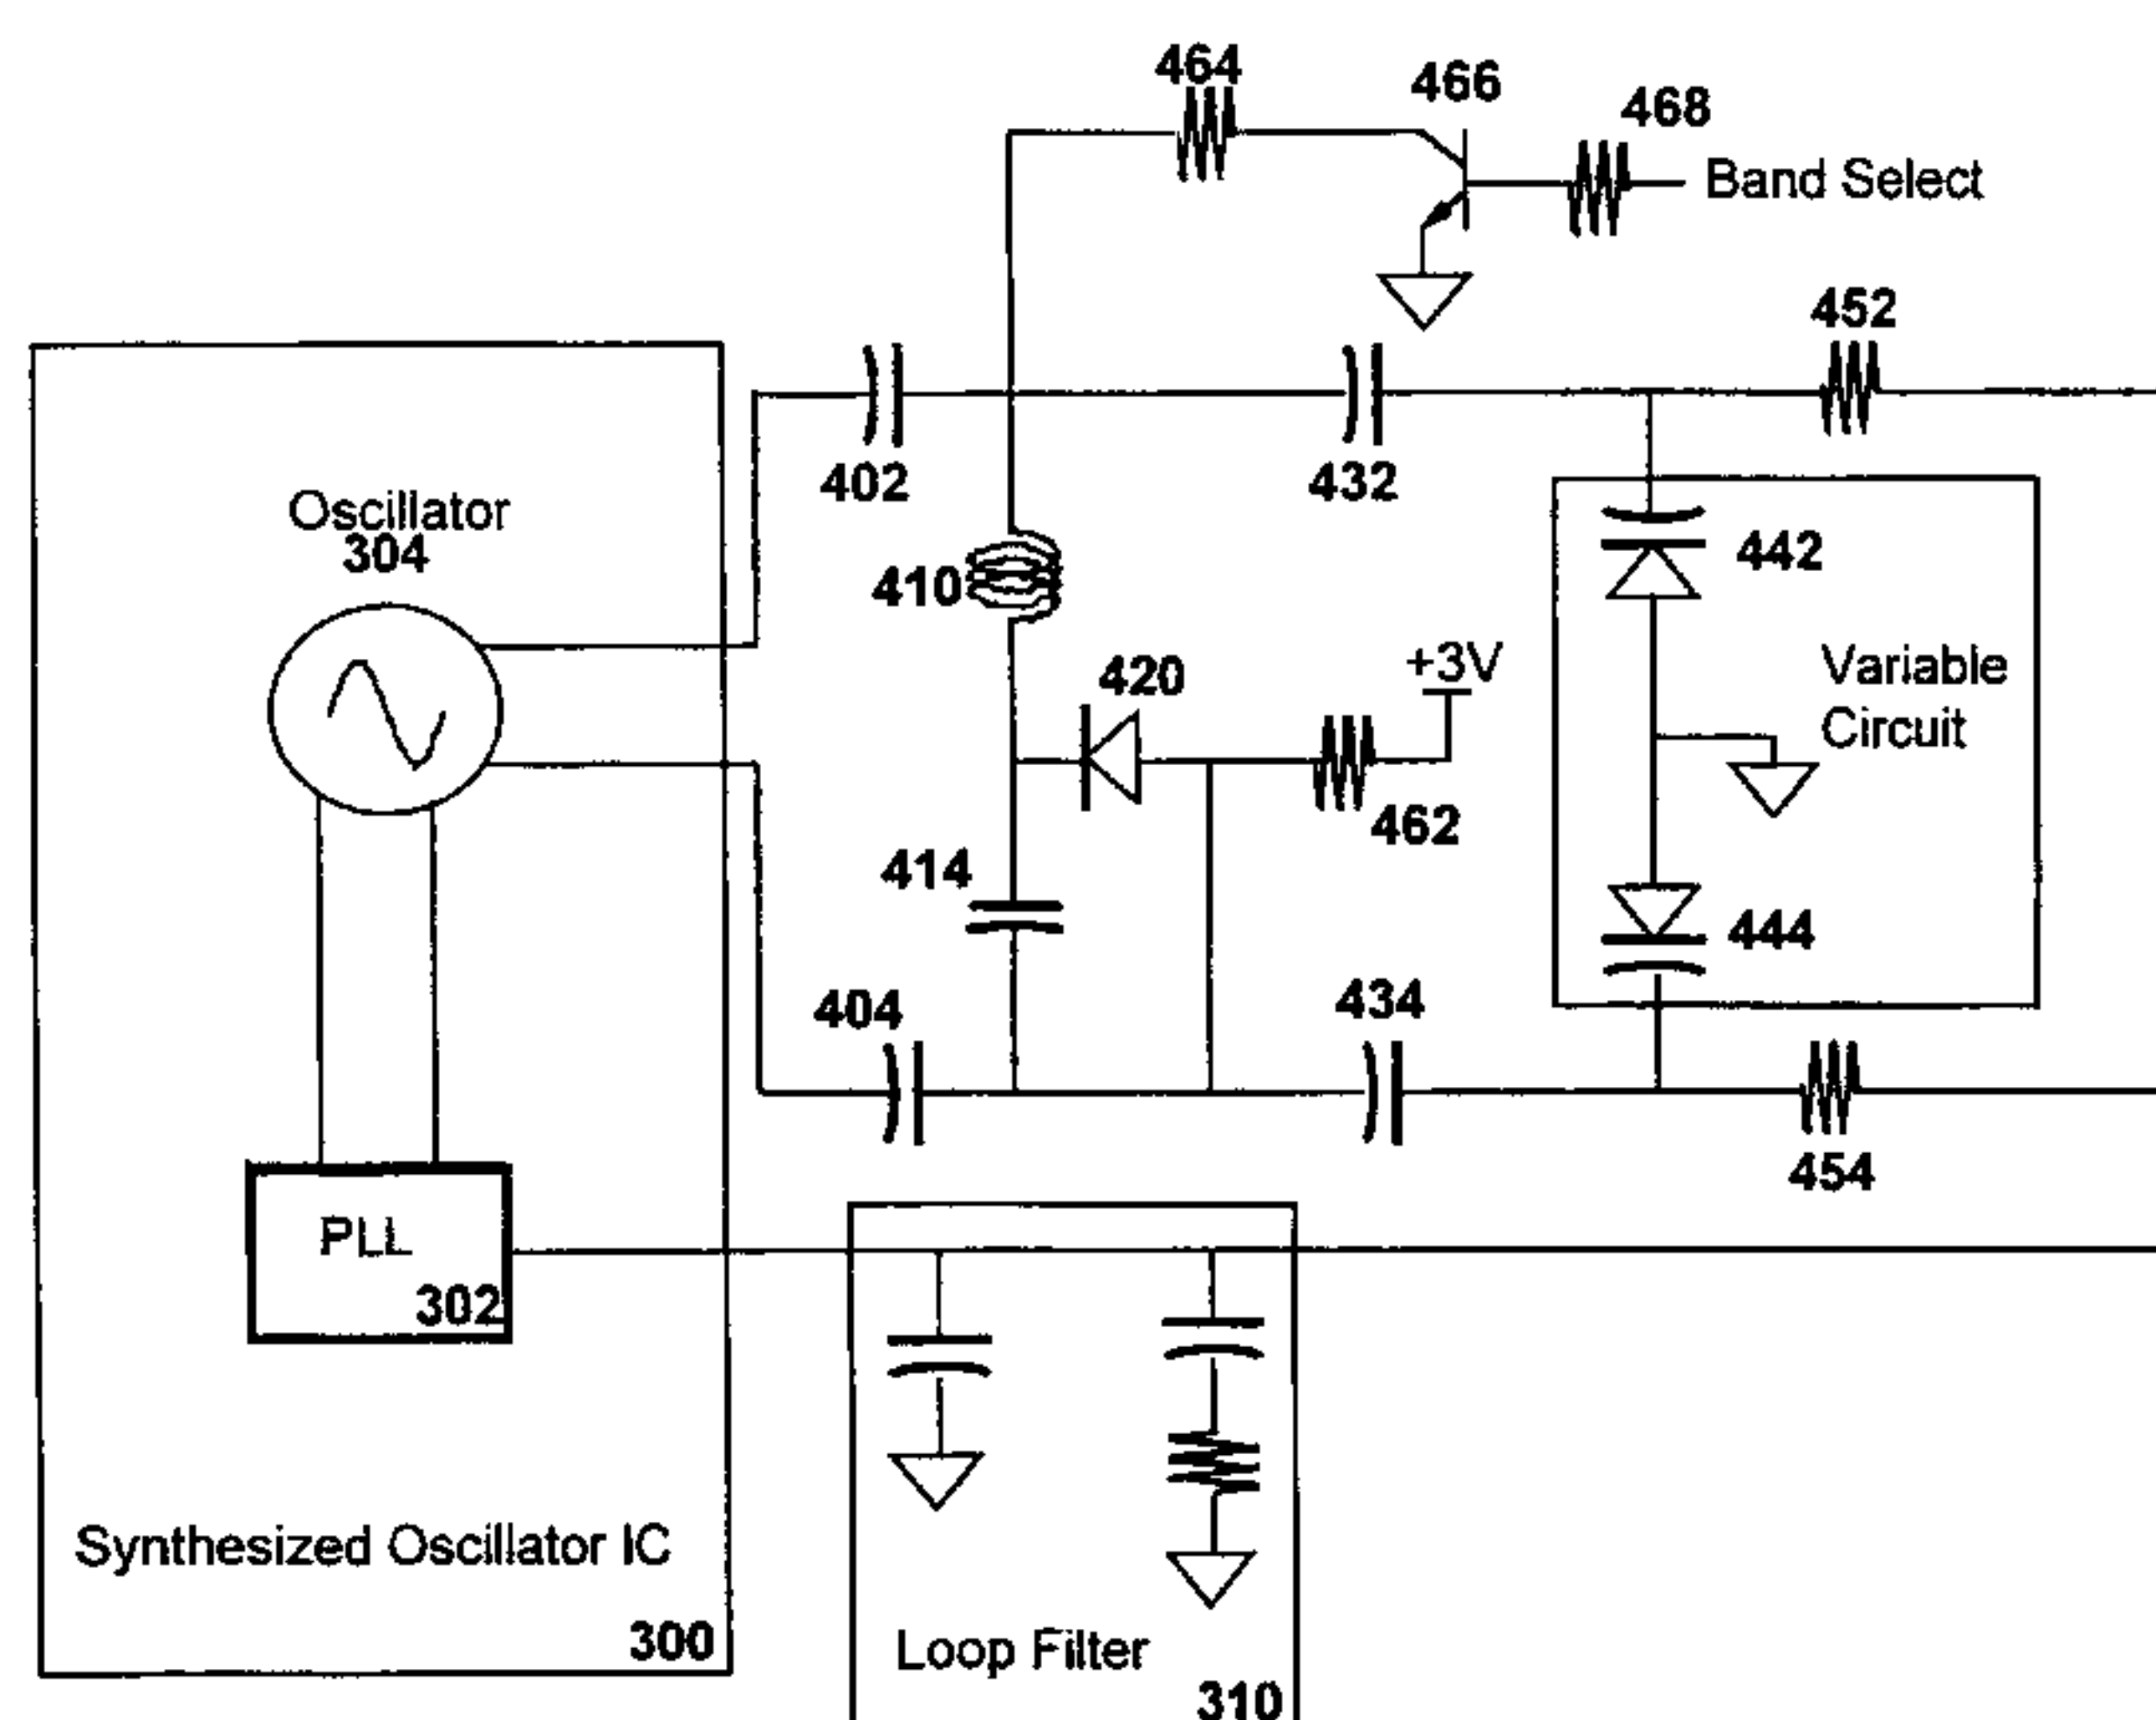 464
466
468
Band Select
452
402
432
Oscillator
304
410
442
420
+3V
Variable
Circuit
462
414
444
404
434
454
PLL
302
Synthesized Oscillator IC
300
Loop Filter
310